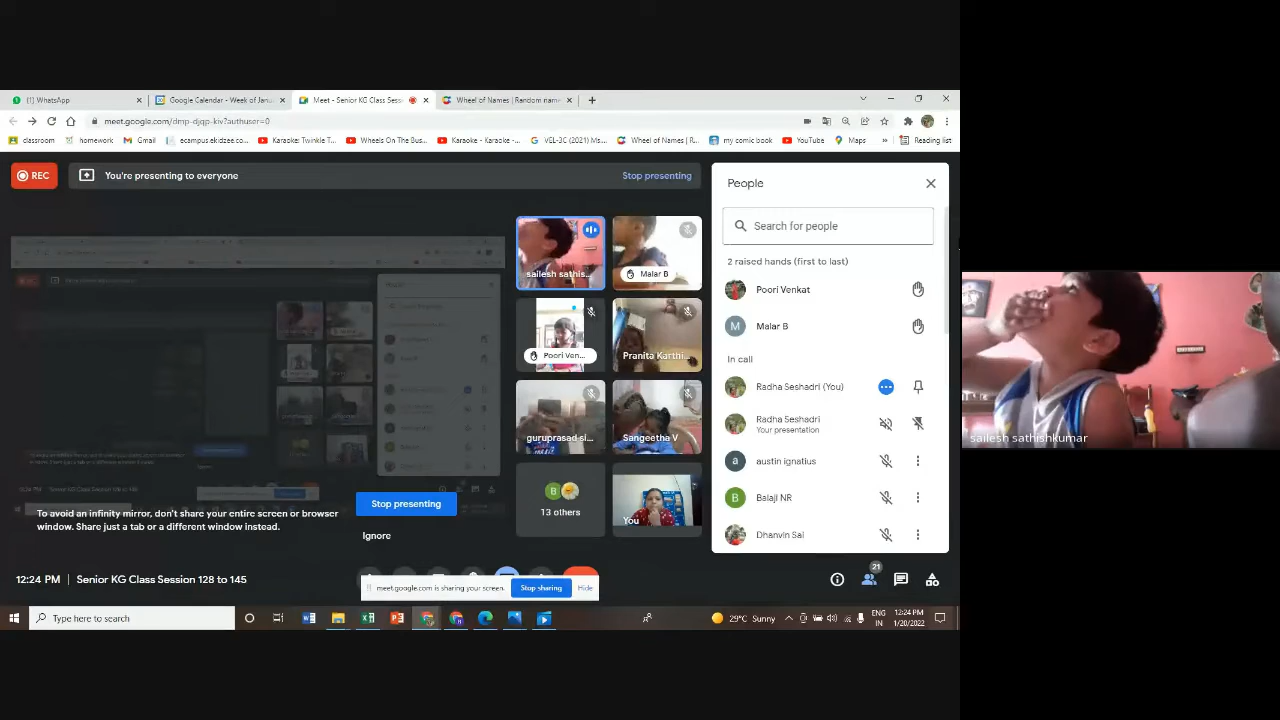 (1) WhatsApp
Google Calendar - Week of Janu
Meet - Senior KG Class Sess
Wheel of Names | Random nam
meet.google.com/dmp-djqp-kiv?authuser=0
classroom
homework
Gmail
ecampus.ekidzee.co...
Karaoke: Twinkle T...
Wheels On The Bus...
Karaoke - Karaoke -...
VEL-3C (2021) Ms...
Wheel of Names | R...
my comic book
YouTube
Maps
»
Reading list
REC
You're presenting to everyone
Stop presenting
People
Search for people
2 raised hands (first to last)
Poori Venkat
M
Malar B
In call
Radha Seshadri (You)
Radha Seshadri
Your presentation
a
austin ignatius
B
Balaji NR
Dhanvin Sai
sailesh sathis...
Malar B
Poori Ven...
Pranita Karthi...
guruprasad si...
Sangeetha V
B
13 others
You
sailesh sathishkumar
To avoid an infinity mirror, don't share your entire screen or browser
window. Share just a tab or a different window instead.
Stop presenting
Ignore
12:24 PM | Senior KG Class Session 128 to 145
meet.google.com is sharing your screen.
Stop sharing
Hide
21
Type here to search
29°C Sunny
ENG
IN
12:24 PM
1/20/2022